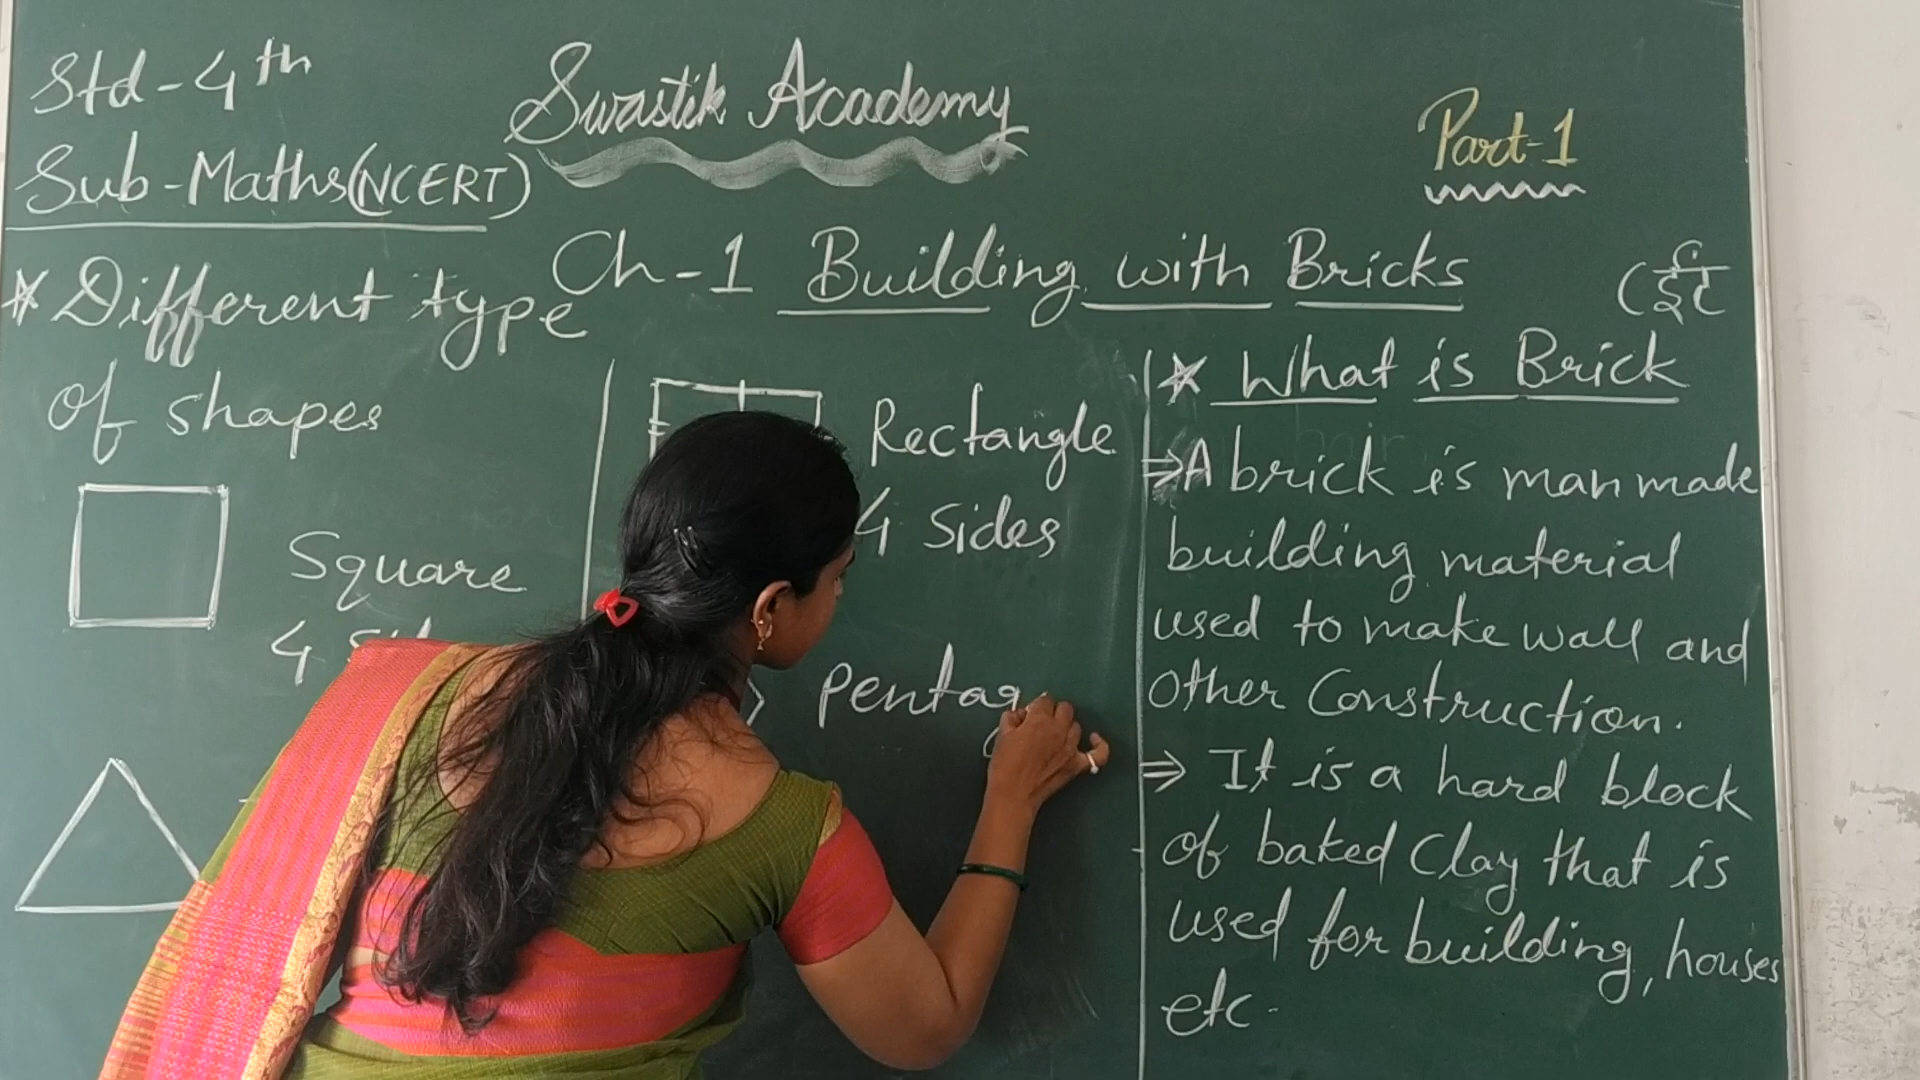 Std-4th
Sub-Maths(NCERT)
Swastik Academy
Part-1
Ch-1 Building with Bricks
* Different type
of shapes
Square
4
Rectangle
4 Sides
Pentag
* What is Brick
⇒A brick is man made
building material
used to make wall and
other Construction.
⇒ It is a hard block
of baked Clay that is
used for building, houses
etc.